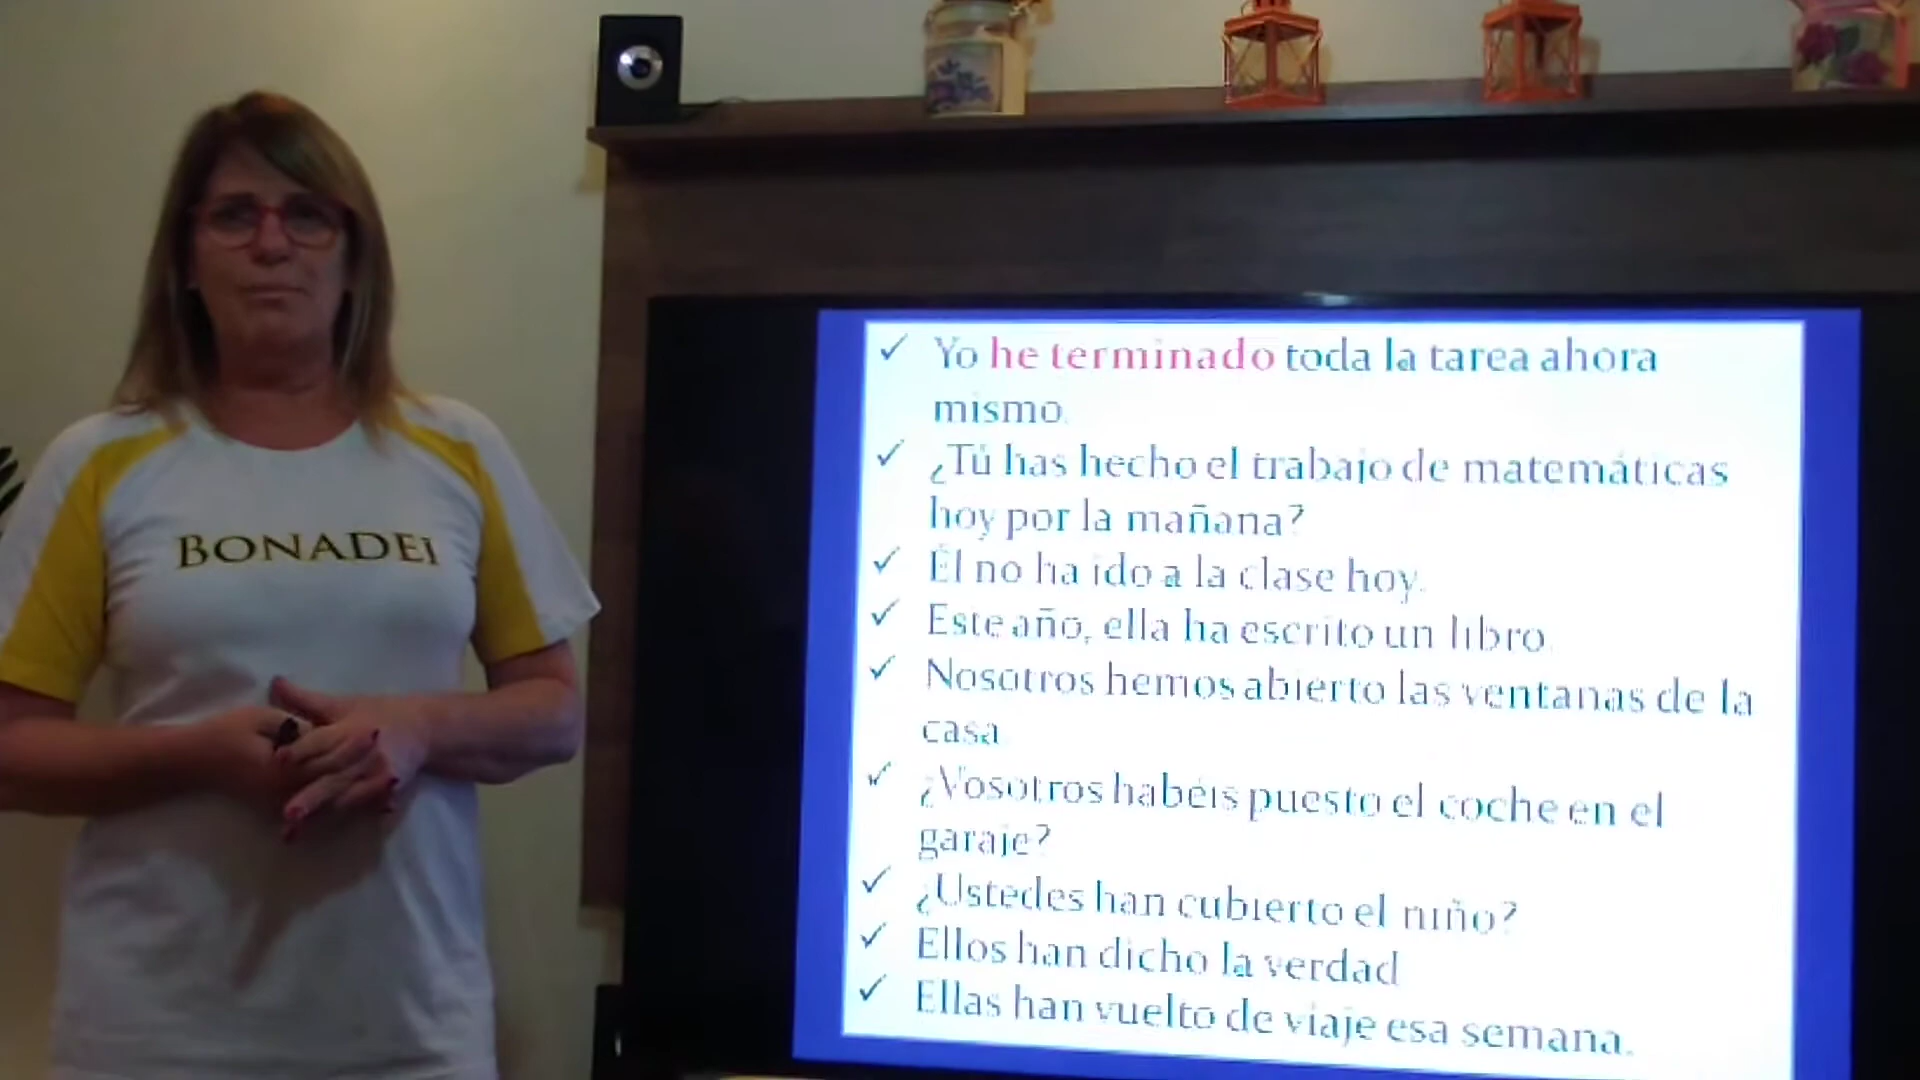 BONADEI
Yo he terminado toda la tarea ahora
mismo.
¿Tú has hecho el trabajo de matemáticas
hoy por la mañana?
Él no ha ido a la clase hoy.
Este año, ella ha escrito un libro.
Nosotros hemos abierto las ventanas de la
casa
¿Vosotros habéis puesto el coche en el
garaje?
¿Ustedes han cubierto el niño?
Ellos han dicho la verdad
Ellas han vuelto de viaje esa semana.